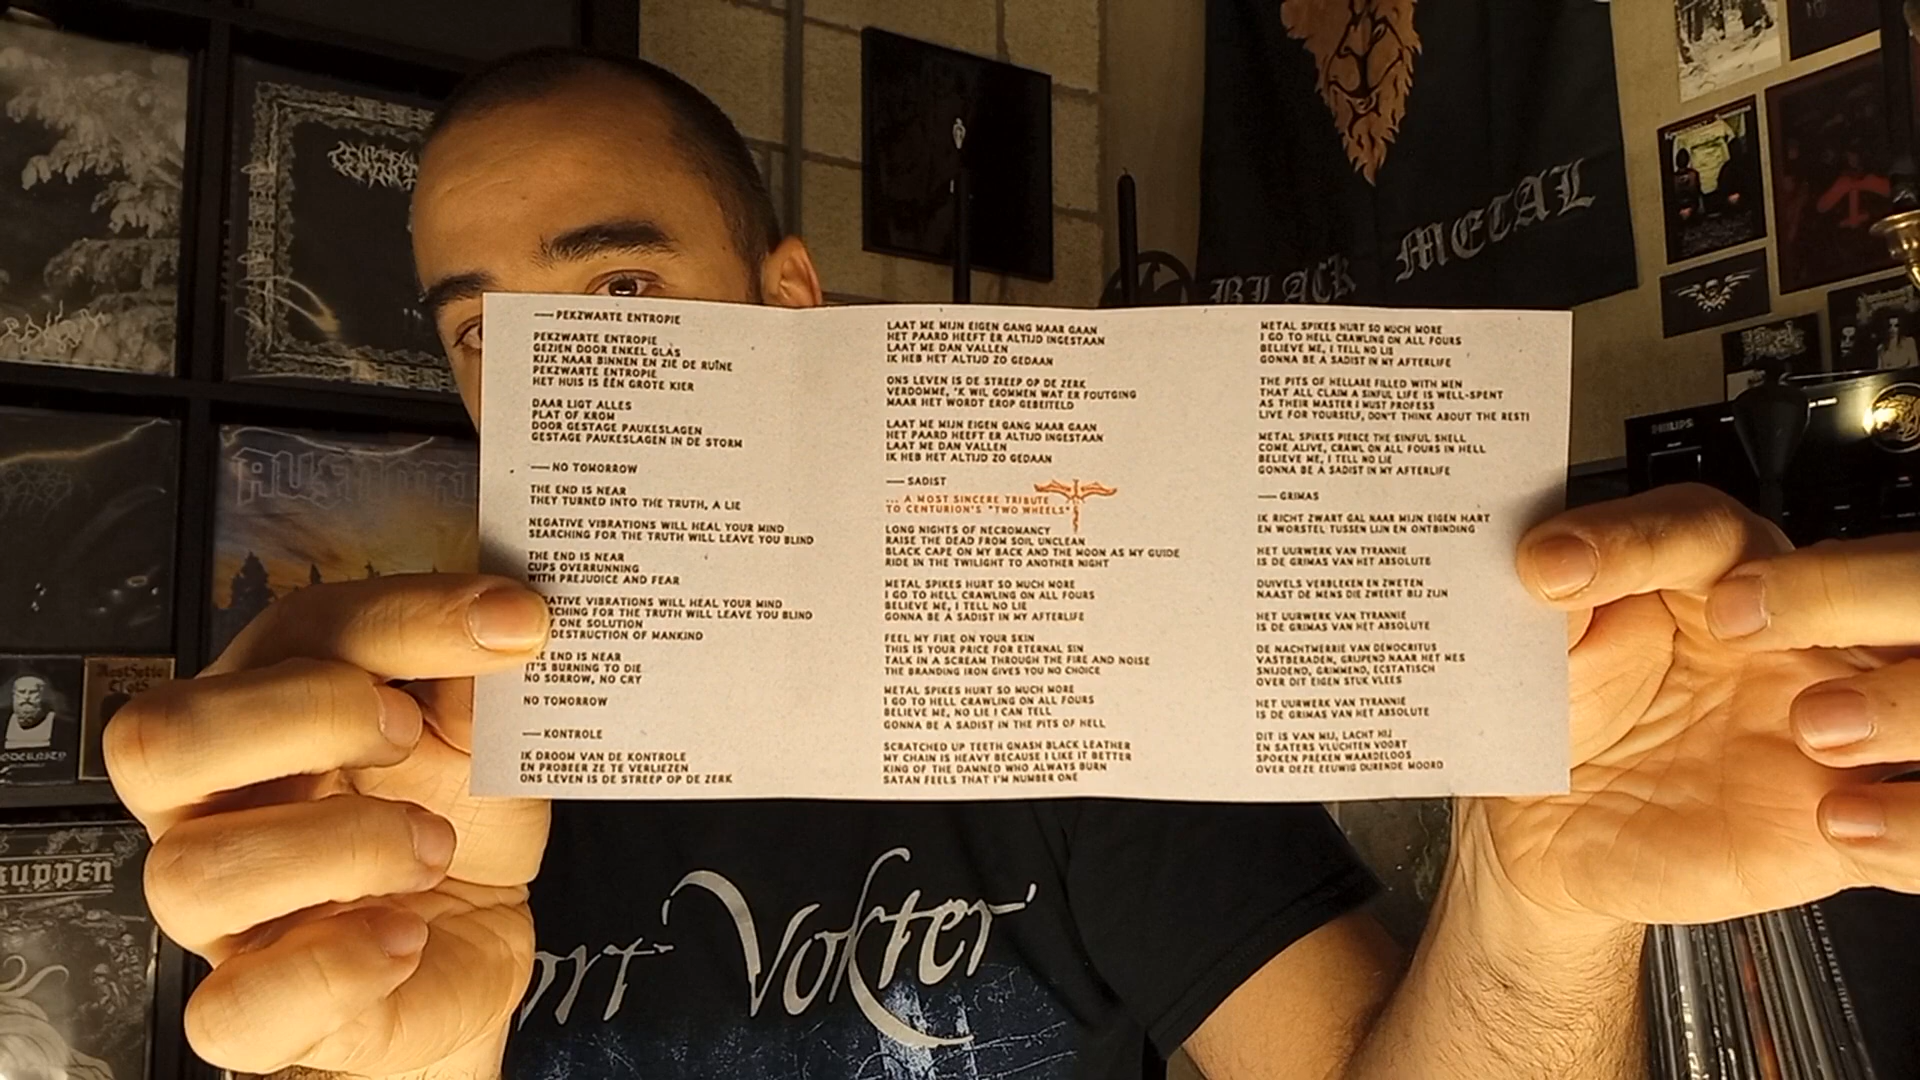 — PEKZWARTE ENTROPIE
PEKZWARTE ENTROPIE
GEZIEN DOOR ENKEL GLAS
KIJK NAAR BINNEN EN ZIE DE RUÏNE
PEKZWARTE ENTROPIE
HET HUIS IS ÉÉN GROTE KIER
DAAR LIGT ALLES
PLAT OF KROM
DOOR GESTAGE PAUKESLAGEN
GESTAGE PAUKESLAGEN IN DE STORM
— NO TOMORROW
THE END IS NEAR
THEY TURNED INTO THE TRUTH, A LIE
NEGATIVE VIBRATIONS WILL HEAL YOUR MIND
SEARCHING FOR THE TRUTH WILL LEAVE YOU BLIND
THE END IS NEAR
CUPS OVERRUNNING
WITH PREJUDICE AND FEAR
GATIVE VIBRATIONS WILL HEAL YOUR MIND
RCHING FOR THE TRUTH WILL LEAVE YOU BLIND
ONE SOLUTION
DESTRUCTION OF MANKIND
END IS NEAR
IT'S BURNING TO DIE
NO SORROW, NO CRY
NO TOMORROW
— KONTROLE
IK DROOM VAN DE KONTROLE
EN PROBEER ZE TE VERLIEZEN
ONS LEVEN IS DE STREEP OP DE ZERK
LAAT ME MIJN EIGEN GANG MAAR GAAN
HET PAARD HEEFT ER ALTIJD INGESTAAN
LAAT ME DAN VALLEN
IK HEB HET ALTIJD ZO GEDAAN
ONS LEVEN IS DE STREEP OP DE ZERK
VERDOMME, 'K WIL GOMMEN WAT ER FOUTGING
MAAR HET WORDT EROP GEBEITELD
LAAT ME MIJN EIGEN GANG MAAR GAAN
HET PAARD HEEFT ER ALTIJD INGESTAAN
LAAT ME DAN VALLEN
IK HEB HET ALTIJD ZO GEDAAN
— SADIST
... A MOST SINCERE TRIBUTE
TO CENTURION'S "TWO WHEELS"
LONG NIGHTS OF NECROMANCY
RAISE THE DEAD FROM SOIL UNCLEAN
BLACK CAPE ON MY BACK AND THE MOON AS MY GUIDE
RIDE IN THE TWILIGHT TO ANOTHER NIGHT
METAL SPIKES HURT SO MUCH MORE
I GO TO HELL CRAWLING ON ALL FOURS
BELIEVE ME, I TELL NO LIE
GONNA BE A SADIST IN MY AFTERLIFE
FEEL MY FIRE ON YOUR SKIN
THIS IS YOUR PRICE FOR ETERNAL SIN
TALK IN A SCREAM THROUGH THE FIRE AND NOISE
THE BRANDING IRON GIVES YOU NO CHOICE
METAL SPIKES HURT SO MUCH MORE
I GO TO HELL CRAWLING ON ALL FOURS
BELIEVE ME, NO LIE I CAN TELL
GONNA BE A SADIST IN THE PITS OF HELL
SCRATCHED UP TEETH GNASH BLACK LEATHER
MY CHAIN IS HEAVY BECAUSE I LIKE IT BETTER
KING OF THE DAMNED WHO ALWAYS BURN
SATAN FEELS THAT I'M NUMBER ONE
METAL SPIKES HURT SO MUCH MORE
I GO TO HELL CRAWLING ON ALL FOURS
BELIEVE ME, I TELL NO LIE
GONNA BE A SADIST IN MY AFTERLIFE
THE PITS OF HELLARE FILLED WITH MEN
THAT ALL CLAIM A SINFUL LIFE IS WELL-SPENT
AS THEIR MASTER I MUST PROFESS
LIVE FOR YOURSELF, DON'T THINK ABOUT THE REST!
METAL SPIKES PIERCE THE SINFUL SHELL
COME ALIVE, CRAWL ON ALL FOURS IN HELL
BELIEVE ME, I TELL NO LIE
GONNA BE A SADIST IN MY AFTERLIFE
— GRIMAS
IK RICHT ZWART GAL NAAR MIJN EIGEN HART
EN WORSTEL TUSSEN LIJN EN ONTBINDING
HET UURWERK VAN TYRANNIE
IS DE GRIMAS VAN HET ABSOLUTE
DUIVELS VERBLEKEN EN ZWETEN
NAAST DE MENS DIE ZWEERT BIJ ZIJN
HET UURWERK VAN TYRANNIE
IS DE GRIMAS VAN HET ABSOLUTE
DE NACHTMERRIE VAN DEMOCRITUS
VASTBERADEN, GRIJPEND NAAR HET MES
SNIJDEND, GRIMMEND, ECSTATISCH
OVER DIT EIGEN STUK VLEES
HET UURWERK VAN TYRANNIE
IS DE GRIMAS VAN HET ABSOLUTE
DIT IS VAN MIJ, LACHT HIJ
EN SATERS VLUCHTEN VOORT
SPOKEN PREKEN WAARDELOOS
OVER DEZE EEUWIG DURENDE MOORD
BLACK METAL
PHILIPS
ort Vokter
ruppen
ODERNITY